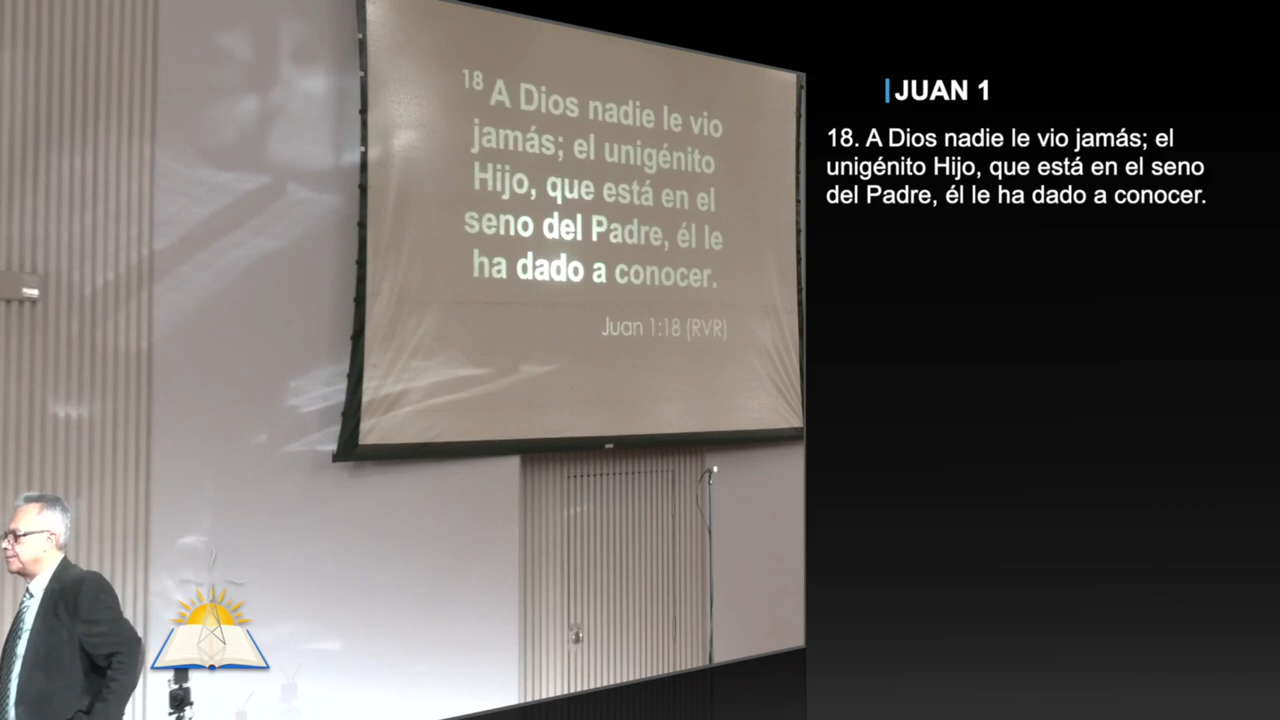 18 A Dios nadie le vio
jamás; el unigénito
Hijo, que está en el
seno del Padre, él le
ha dado a conocer.
Juan 1:18 (RVR)
JUAN 1
18. A Dios nadie le vio jamás; el
unigénito Hijo, que está en el seno
del Padre, él le ha dado a conocer.